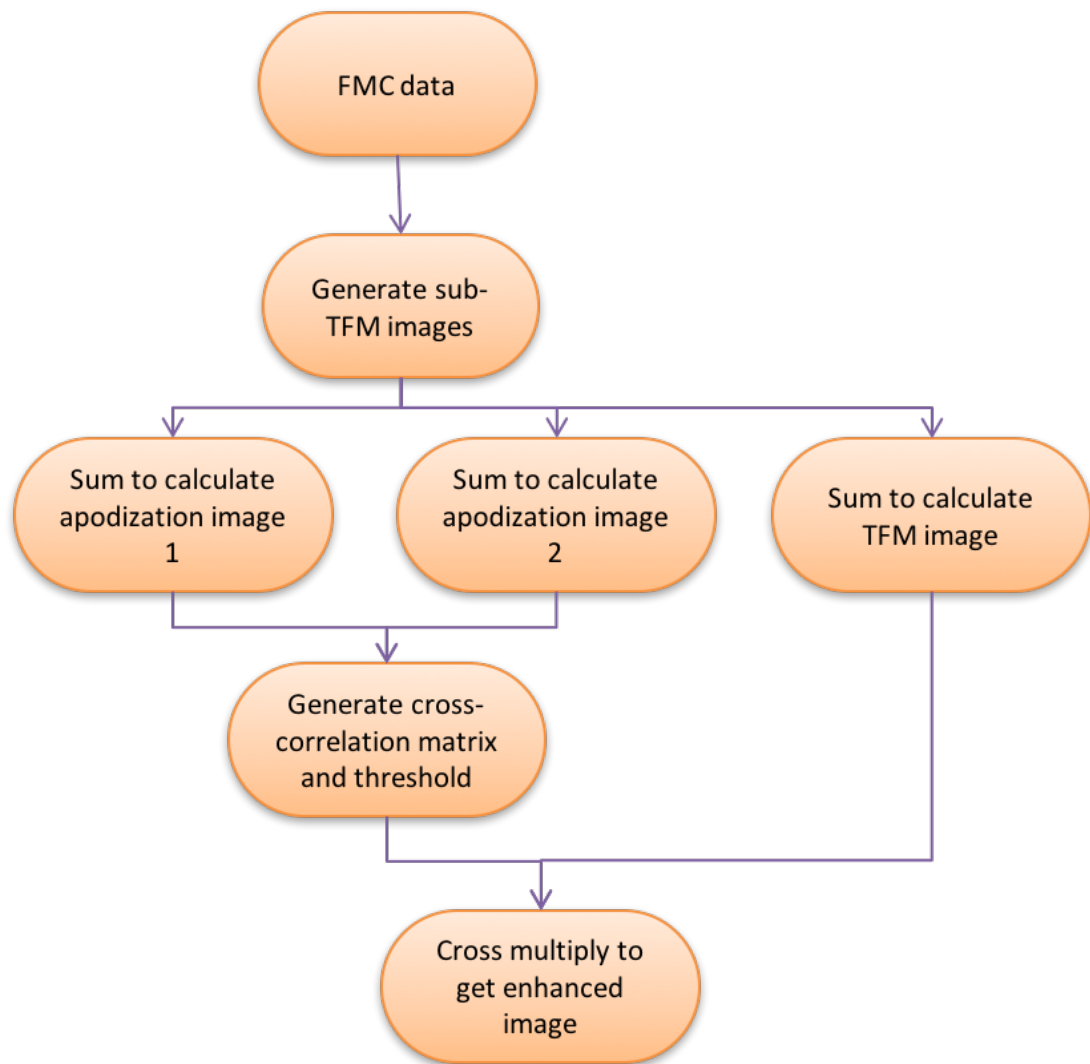 FMC data
Generate sub-
TFM images
Sum to calculate
apodization image
1
Sum to calculate
apodization image
2
Sum to calculate
TFM image
Generate cross-
correlation matrix
and threshold
Cross multiply to
get enhanced
image